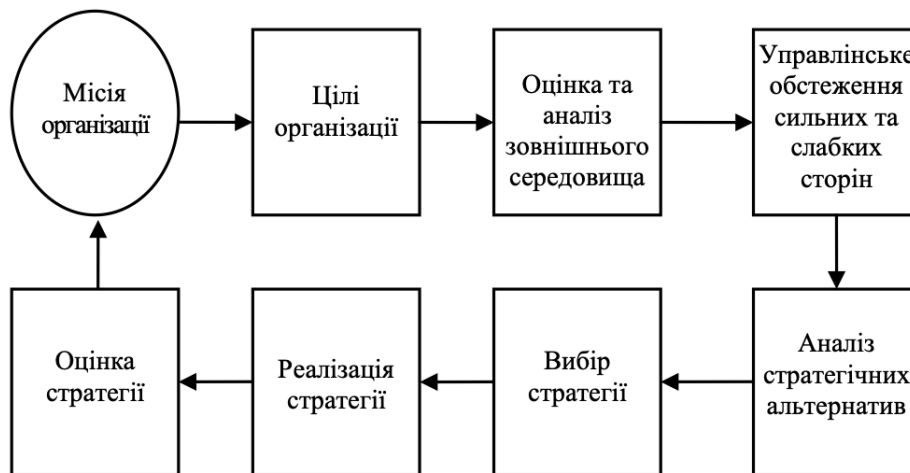 Місія
організації
Цілі
організації
Оцінка та
аналіз
зовнішнього
середовища
Управлінське
обстеження
сильних та
слабких
сторін
Оцінка
стратегії
Реалізація
стратегії
Вибір
стратегії
Аналіз
стратегічних
альтернатив